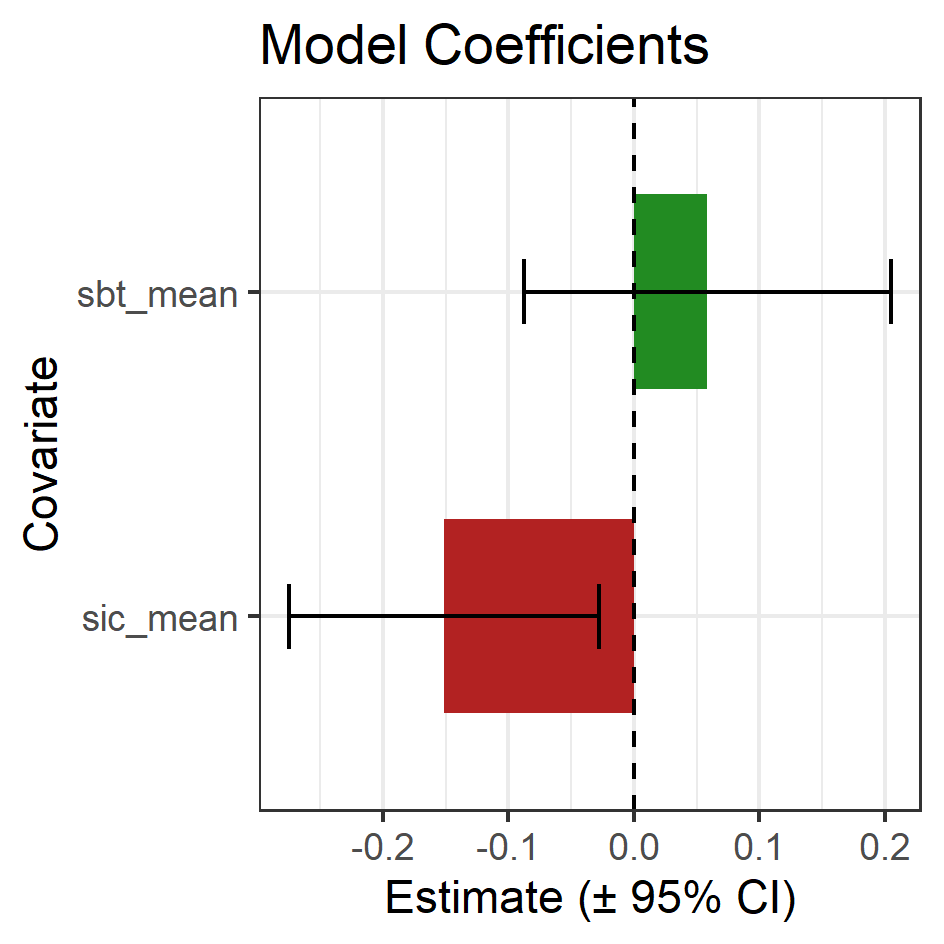 Model Coefficients
Covariate
sbt_mean
sic_mean
-0.2 -0.1 0.0 0.1 0.2
Estimate (± 95% CI)